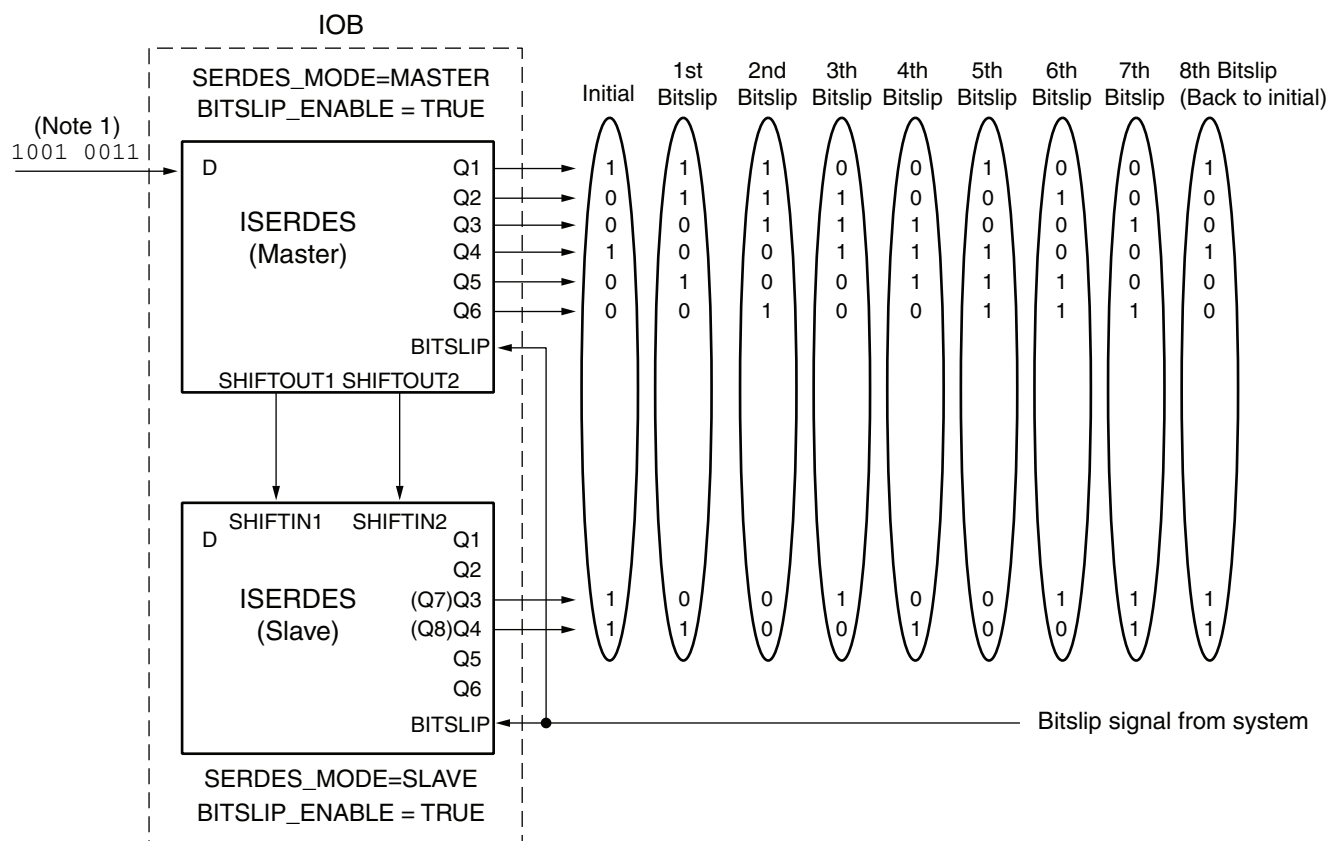 IOB
SERDES_MODE=MASTER
BITSLIP_ENABLE = TRUE
(Note 1)
1001 0011
D
ISERDES
(Master)
Q1
Q2
Q3
Q4
Q5
Q6
BITSLIP
SHIFTOUT1 SHIFTOUT2
SHIFTIN1 SHIFTIN2
D
ISERDES
(Slave)
Q1
Q2
(Q7)Q3
(Q8)Q4
Q5
Q6
BITSLIP
SERDES_MODE=SLAVE
BITSLIP_ENABLE = TRUE
Initial
1st Bitslip
2nd Bitslip
3th Bitslip
4th Bitslip
5th Bitslip
6th Bitslip
7th Bitslip
8th Bitslip
(Back to initial)
1 1 1 0 0 1 0 0 1
0 1 1 1 0 0 1 0 0
0 0 1 1 1 0 0 1 0
1 0 0 1 1 1 0 0 1
0 1 0 0 1 1 1 0 0
0 0 1 0 0 1 1 1 0
1 0 0 1 0 0 1 1 1
1 1 0 0 1 0 0 1 1
Bitslip signal from system